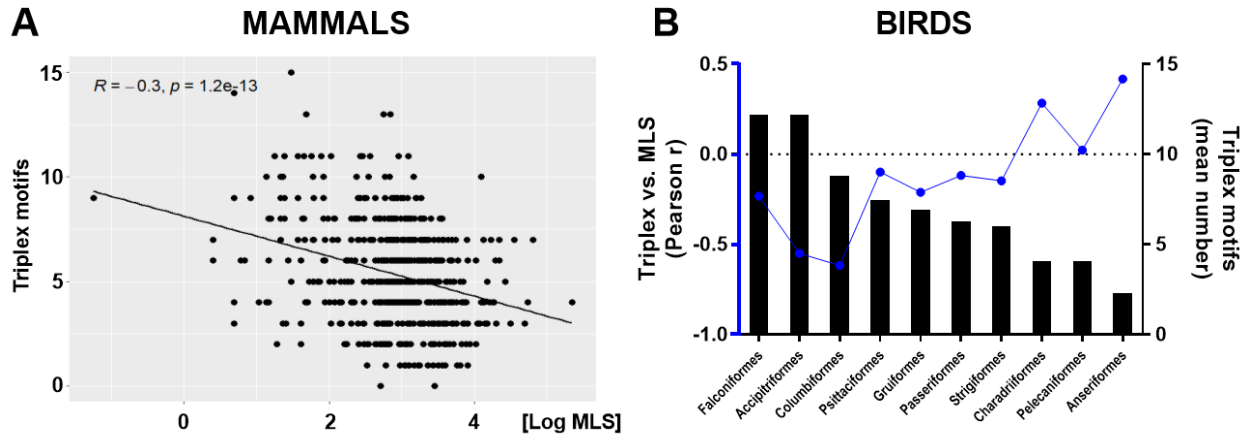 A
MAMMALS
R = −0.3, p = 1.2e-13
Triplex motifs
15
10
5
0
0
2
4
[Log MLS]
B
BIRDS
Triplex vs. MLS
(Pearson r)
0.5
0.0
-0.5
-1.0
15
10
5
0
Triplex motifs
(mean number)
Falconiformes
Accipitriformes
Columbiformes
Psittaciformes
Gruiformes
Passeriformes
Strigiformes
Charadriiformes
Pelecaniformes
Anseriformes